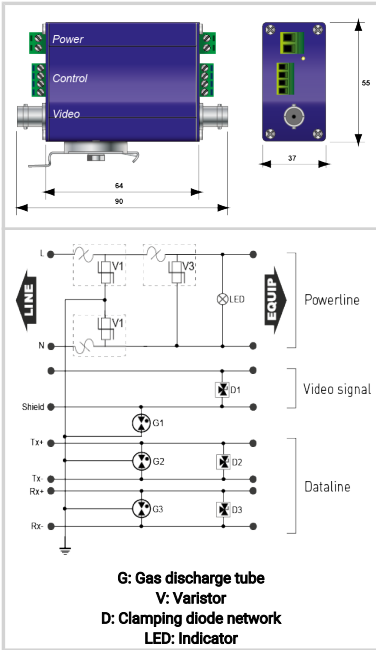 Power
Control
Video
55
37
64
90
L
V1
V3
LINE
LED
EQUIP
Powerline
V1
N
D1
Video signal
Shield
G1
Tx+
G2
D2
Dataline
Tx-
Rx+
G3
D3
Rx-
G: Gas discharge tube
V: Varistor
D: Clamping diode network
LED: Indicator